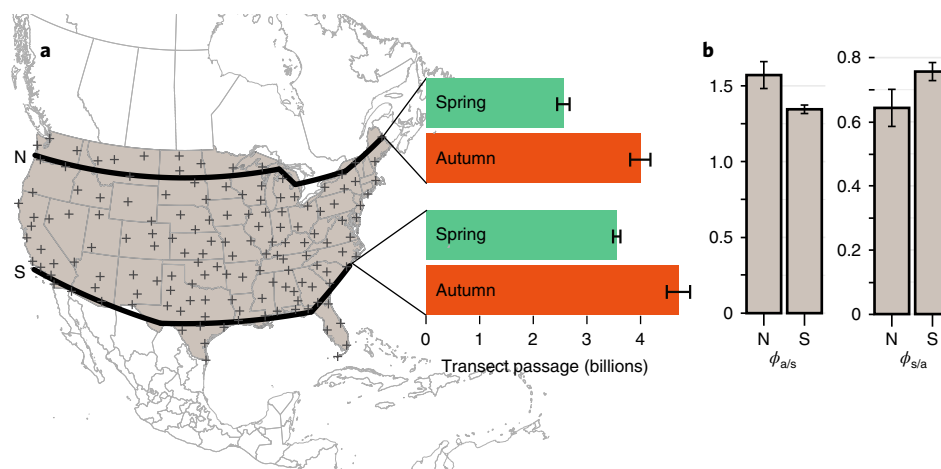 a
N
S
Spring
Autumn
Spring
Autumn
0 1 2 3 4
Transect passage (billions)
b
1.5
1.0
0.5
0
N S
ϕa/s
0.8
0.6
0.4
0.2
0
N S
ϕs/a